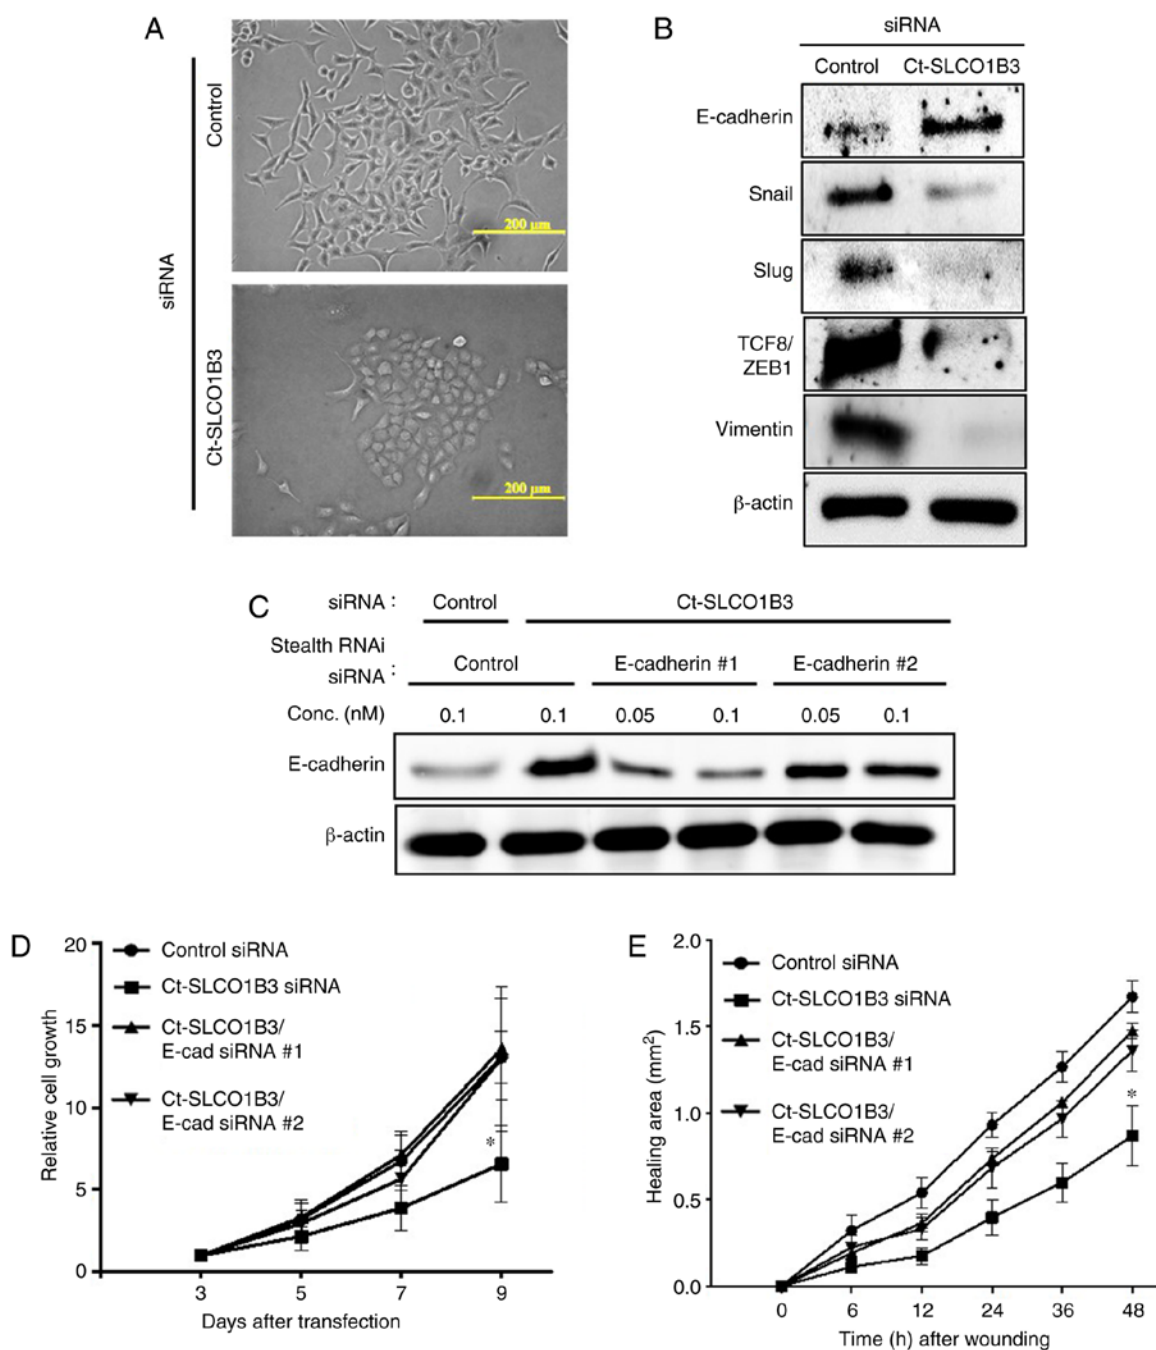 A
siRNA
Control
200 µm
Ct-SLCO1B3
200 µm
B
siRNA
Control Ct-SLCO1B3
E-cadherin
Snail
Slug
TCF8/
ZEB1
Vimentin
β-actin
C
siRNA : Control Ct-SLCO1B3
Stealth RNAi
siRNA : Control E-cadherin #1 E-cadherin #2
Conc. (nM) 0.1 0.1 0.05 0.1 0.05 0.1
E-cadherin
β-actin
D
Relative cell growth
20
15
10
5
0
Control siRNA
Ct-SLCO1B3 siRNA
Ct-SLCO1B3/
E-cad siRNA #1
Ct-SLCO1B3/
E-cad siRNA #2
*
3 5 7 9
Days after transfection
E
Healing area (mm²)
2.0
1.5
1.0
0.5
0.0
Control siRNA
Ct-SLCO1B3 siRNA
Ct-SLCO1B3/
E-cad siRNA #1
Ct-SLCO1B3/
E-cad siRNA #2
*
0 6 12 24 36 48
Time (h) after wounding